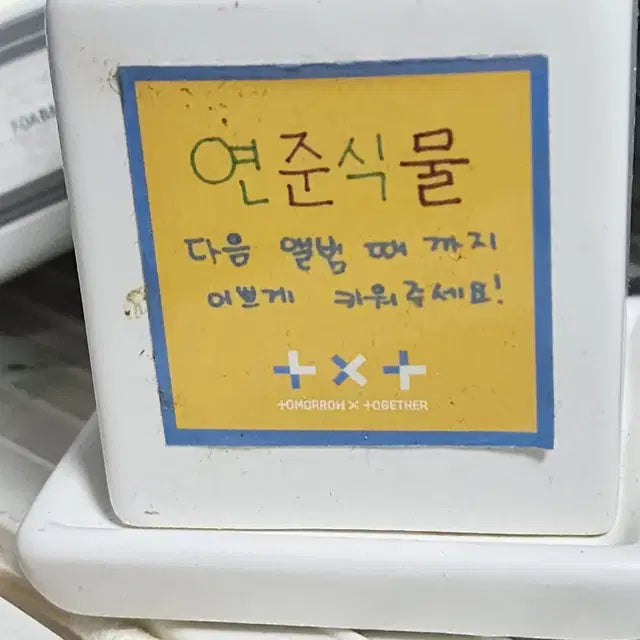 연준식물
다음 앨범 때 까지
이쁘게 키워주세요!
TOMORROW X TOGETHER